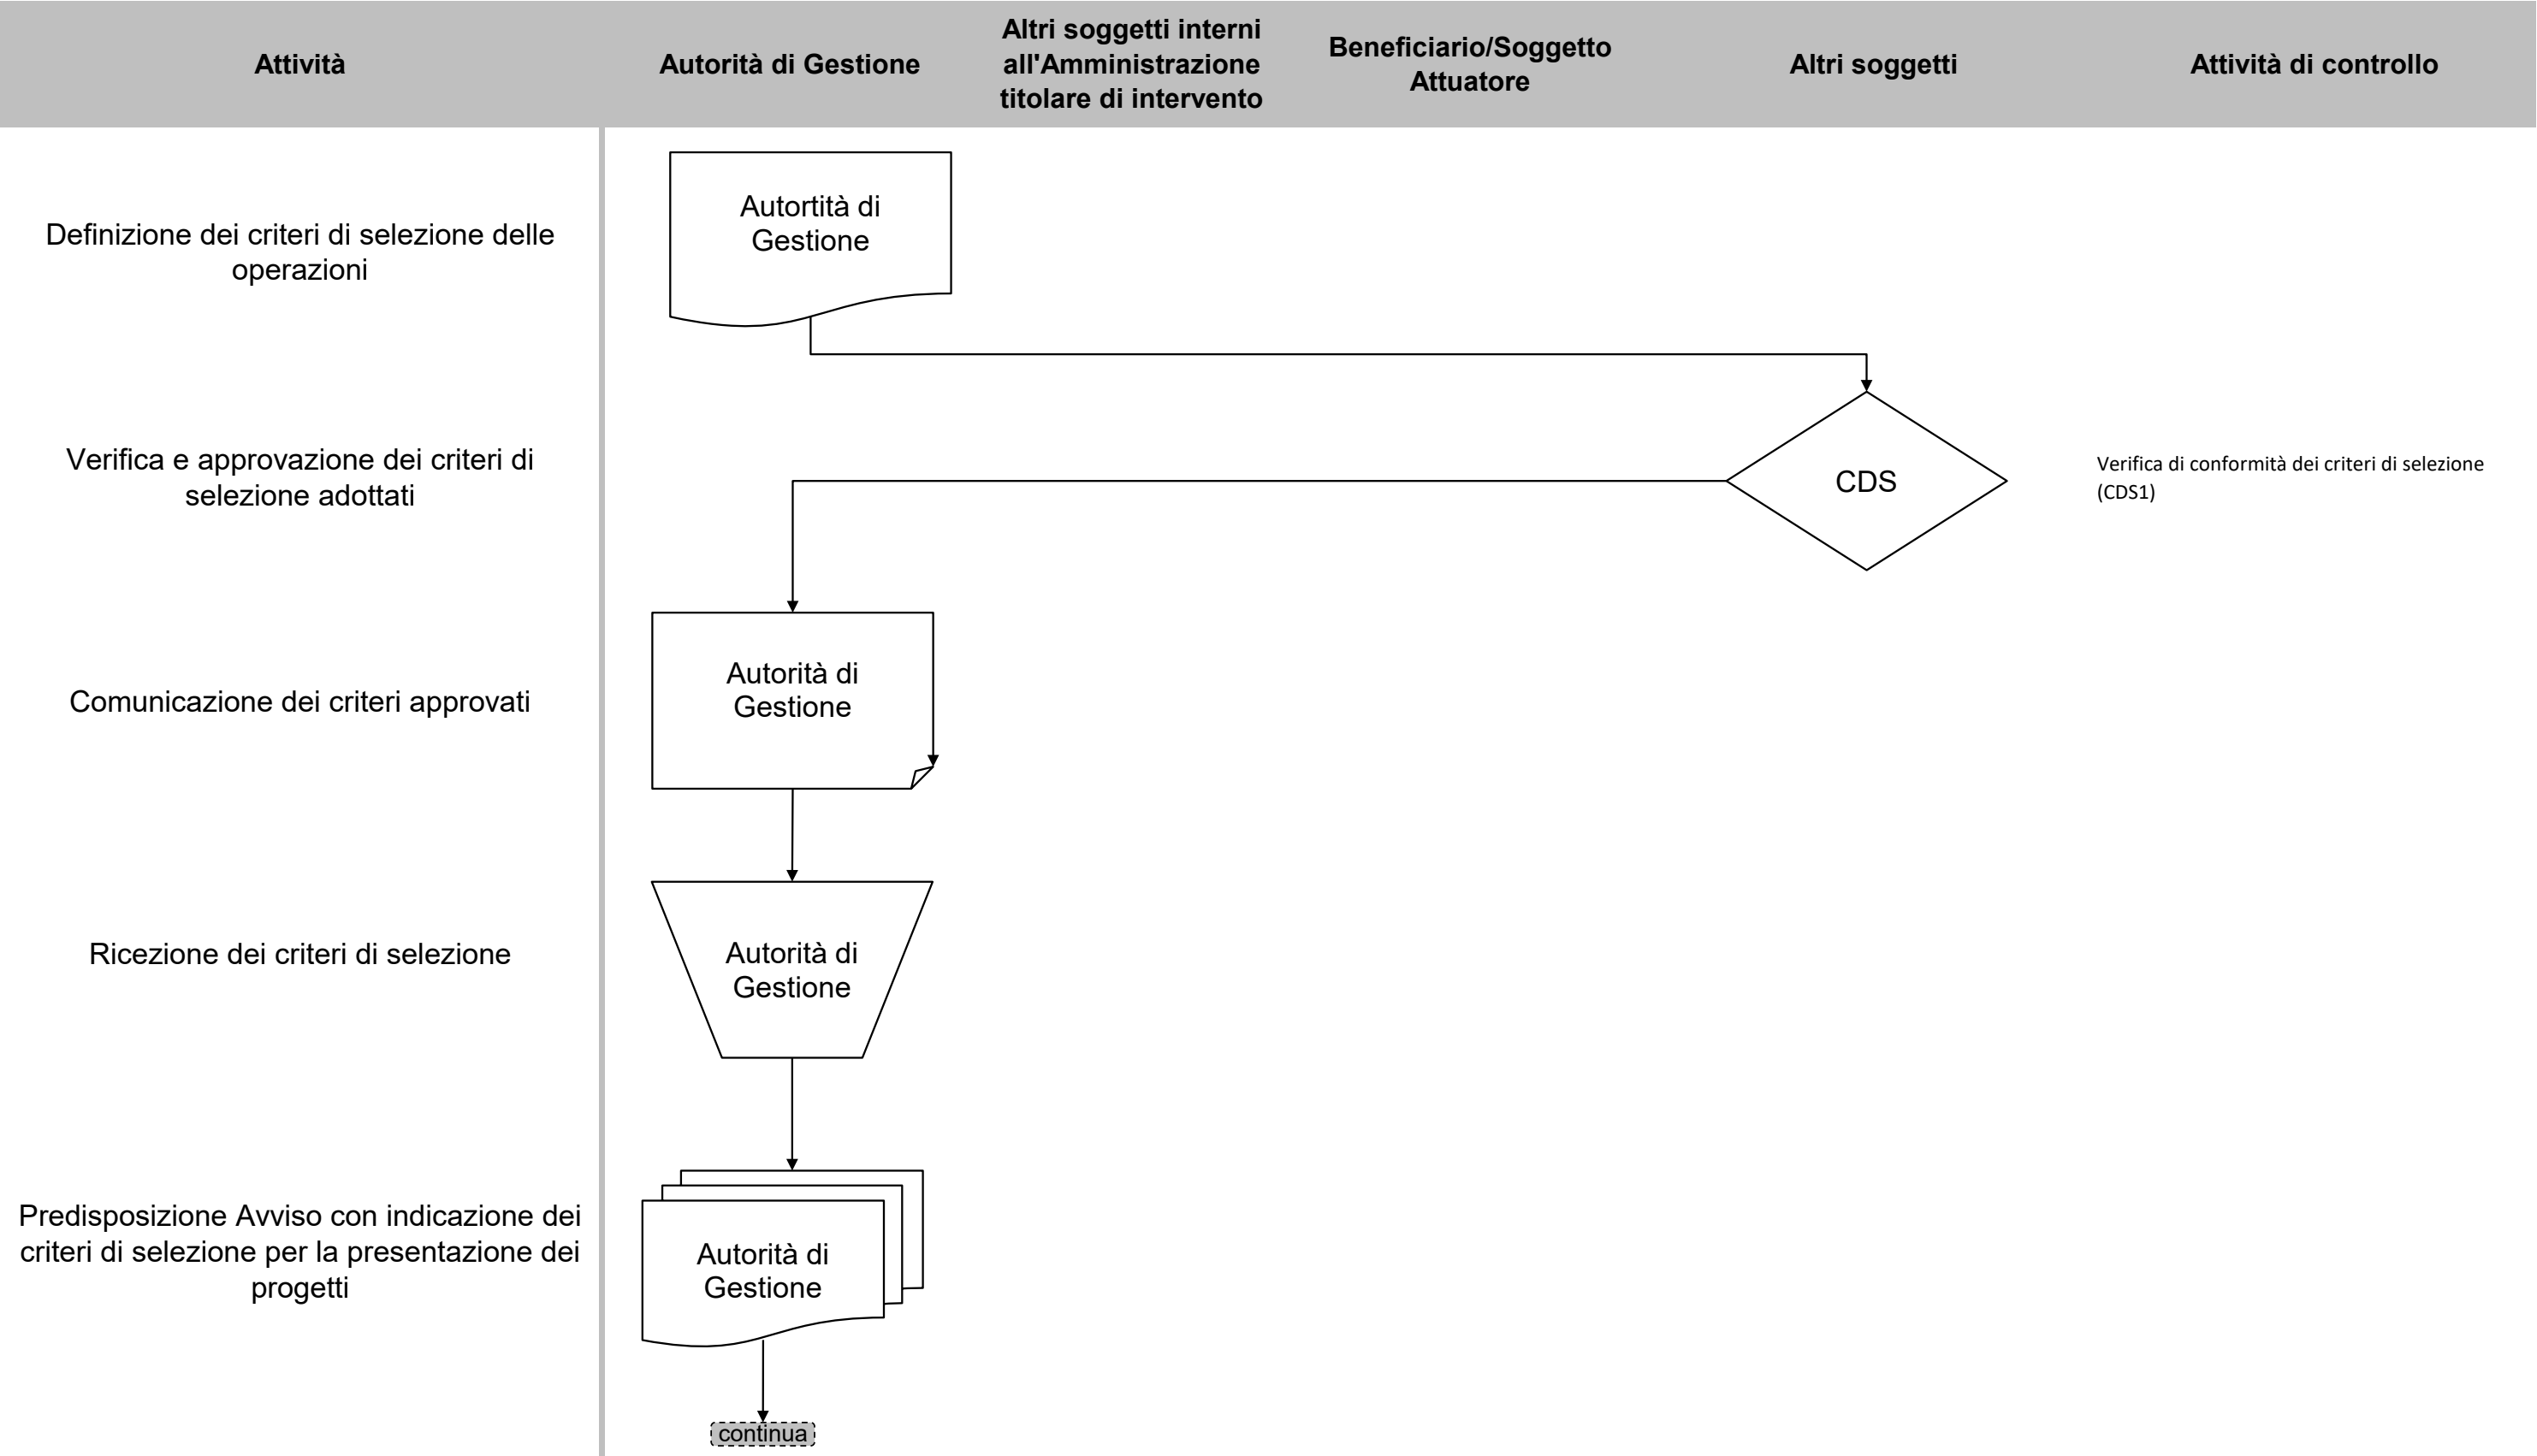 Attività
Autorità di Gestione
Altri soggetti interni
all'Amministrazione
titolare di intervento
Beneficiario/Soggetto
Attuatore
Altri soggetti
Attività di controllo
Definizione dei criteri di selezione delle
operazioni
Autortità di
Gestione
Verifica e approvazione dei criteri di
selezione adottati
CDS
Verifica di conformità dei criteri di selezione
(CDS1)
Comunicazione dei criteri approvati
Autorità di
Gestione
Ricezione dei criteri di selezione
Autorità di
Gestione
Predisposizione Avviso con indicazione dei
criteri di selezione per la presentazione dei
progetti
Autorità di
Gestione
continua